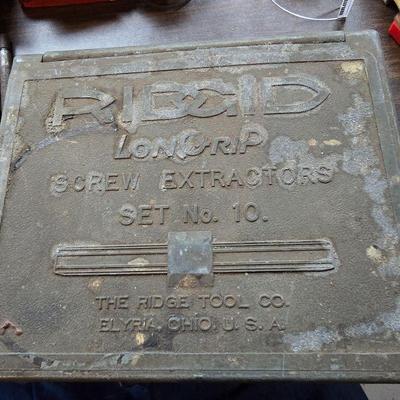 RIDGID
LONGRIP
SCREW EXTRACTORS
SET No. 10.
THE RIDGE TOOL CO.
ELYRIA, OHIO, U. S. A.